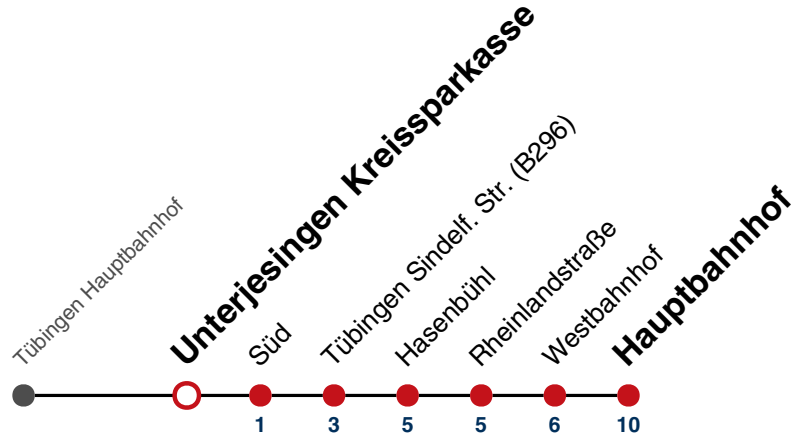 Tübingen Hauptbahnhof
Unterjesingen Kreissparkasse
Süd
Tübingen Sindelf. Str. (B296)
Hasenbühl
Rheinlandstraße
Westbahnhof
Hauptbahnhof
1 3 5 5 6 10